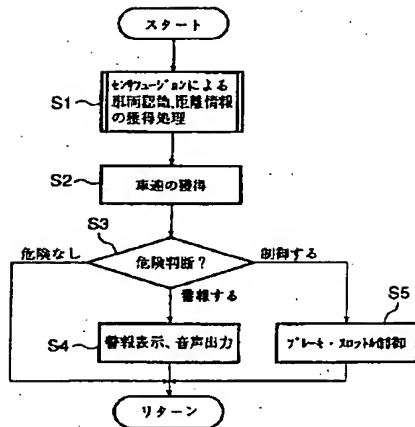 スタート
S1
センサフュージョンによる
車両認識、距離情報
の獲得処理
S2
車速の獲得
S3
危険なし
危険判断?
制御する
警報する
S5
S4
警報表示、音声出力
ブレーキ・スロットル制御
リターン